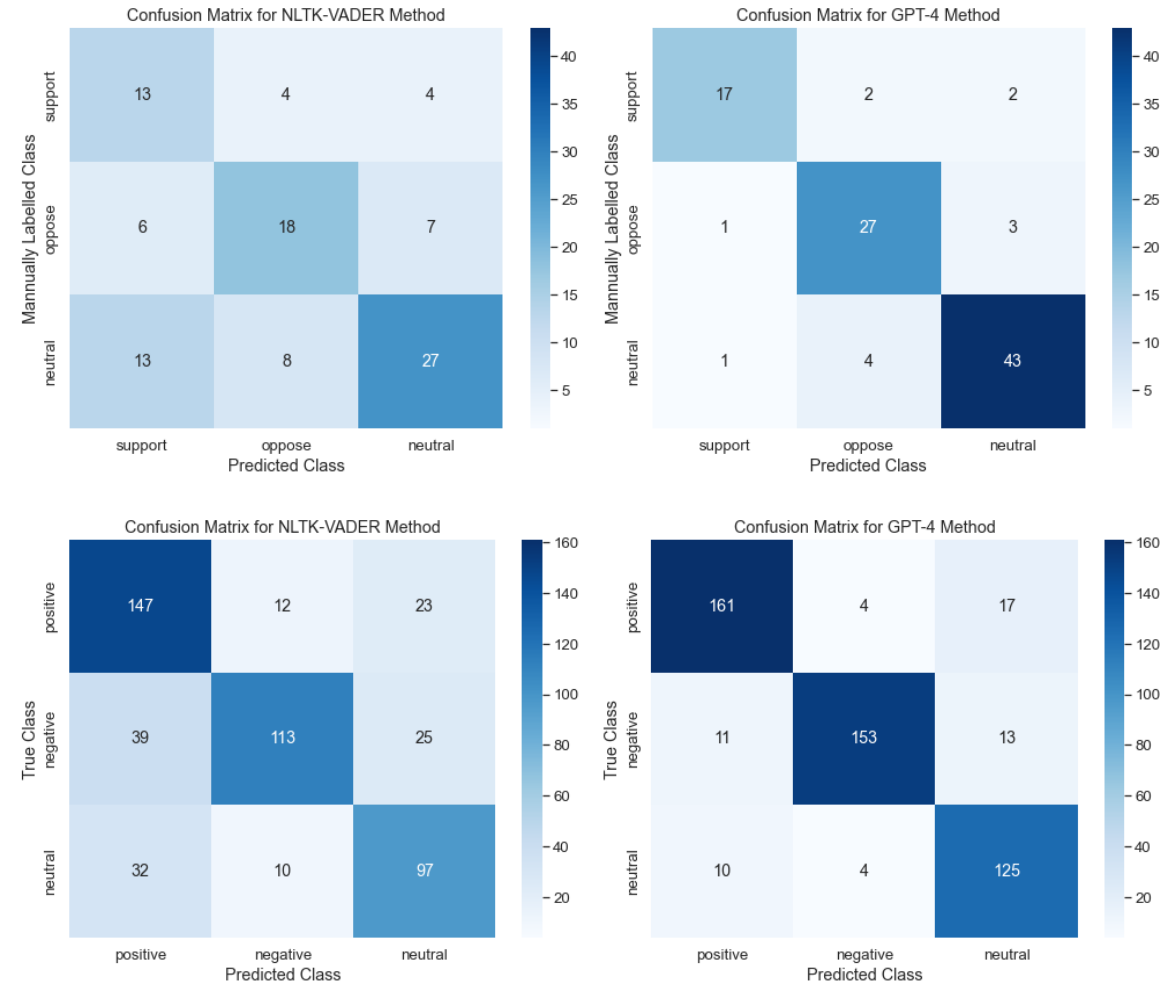 Confusion Matrix for NLTK-VADER Method
Mannually Labelled Class
support
oppose
neutral
13 4 4
6 18 7
13 8 27
support oppose neutral
Predicted Class
40
35
30
25
20
15
10
5
Confusion Matrix for GPT-4 Method
Mannually Labelled Class
support
oppose
neutral
17 2 2
1 27 3
1 4 43
support oppose neutral
Predicted Class
40
35
30
25
20
15
10
5
Confusion Matrix for NLTK-VADER Method
True Class
positive
negative
neutral
147 12 23
39 113 25
32 10 97
positive negative neutral
Predicted Class
160
140
120
100
80
60
40
20
Confusion Matrix for GPT-4 Method
True Class
positive
negative
neutral
161 4 17
11 153 13
10 4 125
positive negative neutral
Predicted Class
160
140
120
100
80
60
40
20